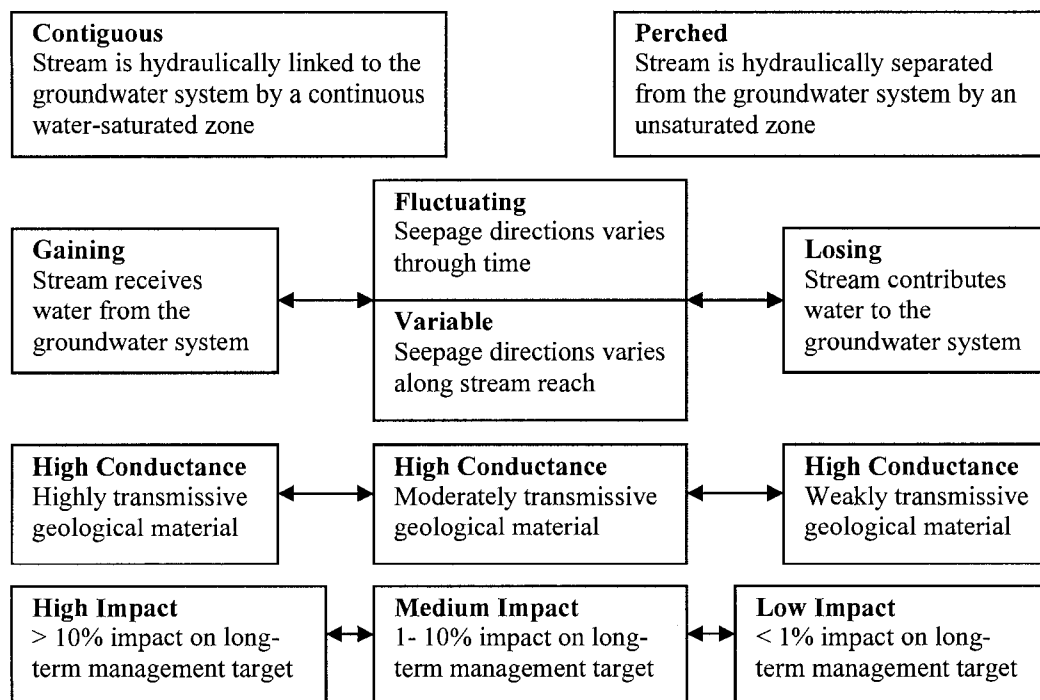 Contiguous
Stream is hydraulically linked to the
groundwater system by a continuous
water-saturated zone
Perched
Stream is hydraulically separated
from the groundwater system by an
unsaturated zone
Gaining
Stream receives
water from the
groundwater system
Fluctuating
Seepage directions varies
through time
Variable
Seepage directions varies
along stream reach
Losing
Stream contributes
water to the
groundwater system
High Conductance
Highly transmissive
geological material
High Conductance
Moderately transmissive
geological material
High Conductance
Weakly transmissive
geological material
High Impact
> 10% impact on long-
term management target
Medium Impact
1- 10% impact on long-
term management target
Low Impact
< 1% impact on long-
term management target